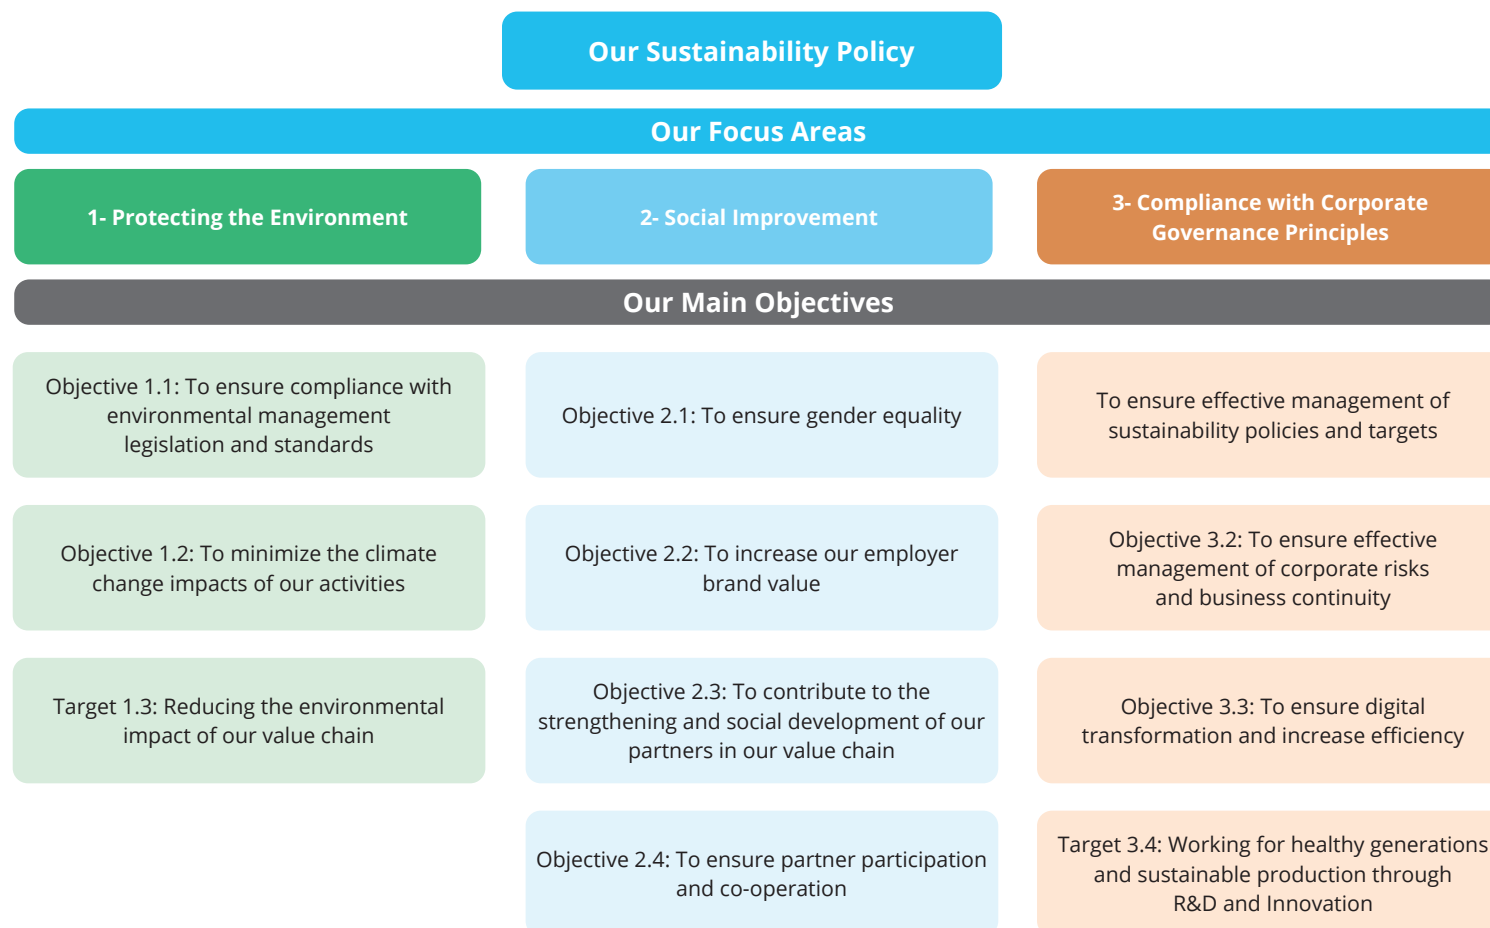 Our Sustainability Policy
Our Focus Areas
1- Protecting the Environment
2- Social Improvement
3- Compliance with Corporate
Governance Principles
Our Main Objectives
Objective 1.1: To ensure compliance with
environmental management
legislation and standards
Objective 2.1: To ensure gender equality
To ensure effective management of
sustainability policies and targets
Objective 1.2: To minimize the climate
change impacts of our activities
Objective 2.2: To increase our employer
brand value
Objective 3.2: To ensure effective
management of corporate risks
and business continuity
Target 1.3: Reducing the environmental
impact of our value chain
Objective 2.3: To contribute to the
strengthening and social development of our
partners in our value chain
Objective 3.3: To ensure digital
transformation and increase efficiency
Objective 2.4: To ensure partner participation
and co-operation
Target 3.4: Working for healthy generations
and sustainable production through
R&D and Innovation